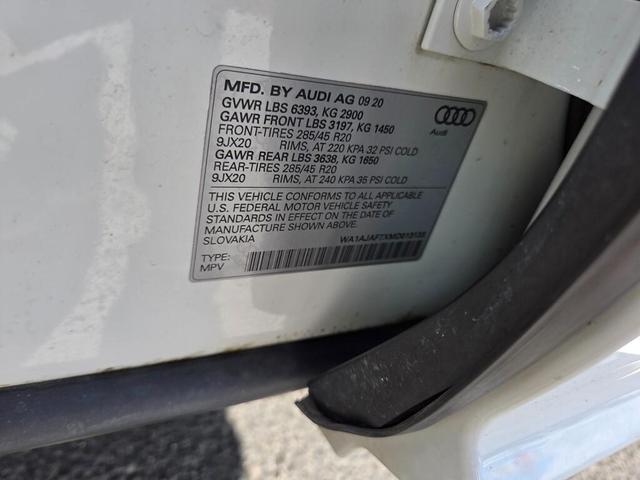 MFD. BY AUDI AG 09 20
GVWR LBS 6393, KG 2900
GAWR FRONT LBS 3197, KG 1450
FRONT-TIRES 285/45 R20
9JX20 RIMS, AT 220 KPA 32 PSI COLD
GAWR REAR LBS 3638, KG 1650
REAR-TIRES 285/45 R20
9JX20 RIMS, AT 240 KPA 35 PSI COLD
Audi
THIS VEHICLE CONFORMS TO ALL APPLICABLE
U.S. FEDERAL MOTOR VEHICLE SAFETY
STANDARDS IN EFFECT ON THE DATE OF
MANUFACTURE SHOWN ABOVE.
SLOVAKIA
TYPE:
MPV